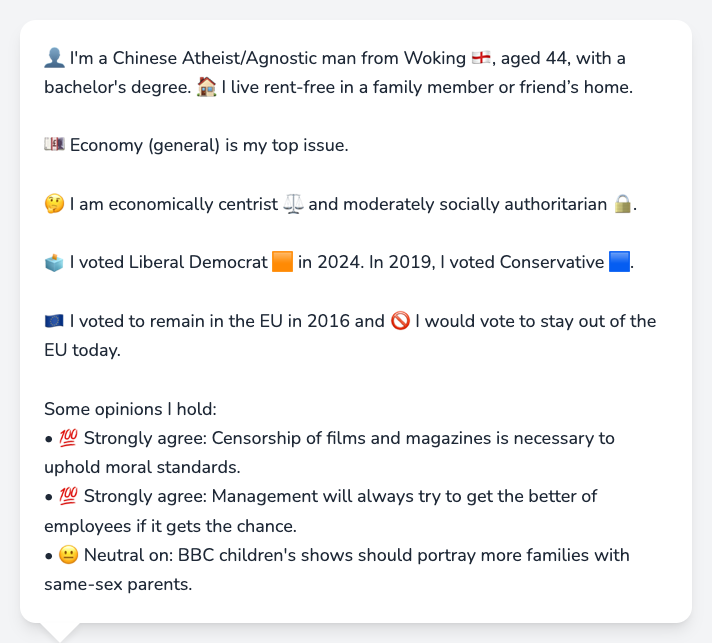 👤 I'm a Chinese Atheist/Agnostic man from Woking 🏴󠁧󠁢󠁥󠁮󠁧󠁿, aged 44, with a
bachelor's degree. 🏠 I live rent-free in a family member or friend’s home.
💷 Economy (general) is my top issue.
🤔 I am economically centrist ⚖️ and moderately socially authoritarian 🔒.
🗳️ I voted Liberal Democrat 🟧 in 2024. In 2019, I voted Conservative 🟦.
🇪🇺 I voted to remain in the EU in 2016 and 🚫 I would vote to stay out of the
EU today.
Some opinions I hold:
• 💯 Strongly agree: Censorship of films and magazines is necessary to
uphold moral standards.
• 💯 Strongly agree: Management will always try to get the better of
employees if it gets the chance.
• 😐 Neutral on: BBC children's shows should portray more families with
same-sex parents.